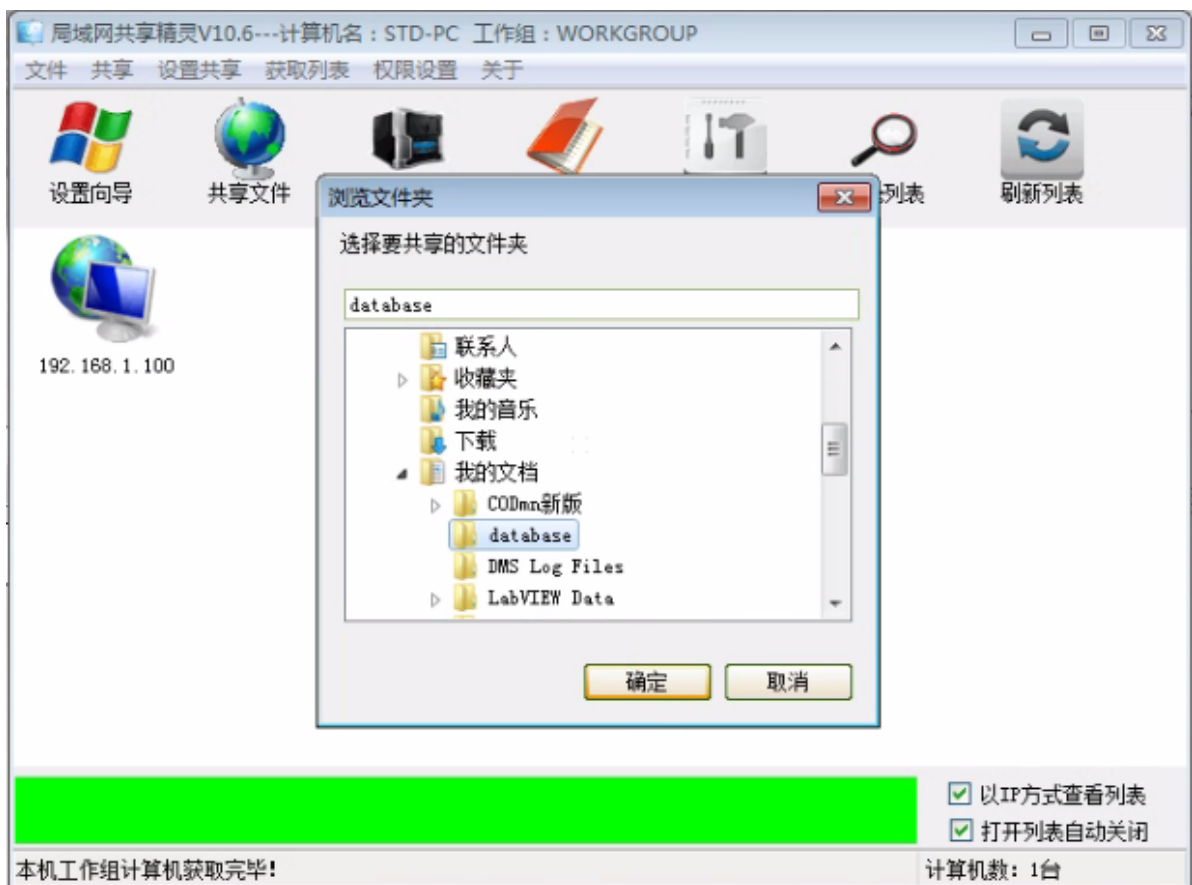 局域网共享精灵V10.6---计算机名：STD-PC 工作组：WORKGROUP
文件 共享 设置共享 获取列表 权限设置 关于
设置向导 共享文件 列表 刷新列表
浏览文件夹
选择要共享的文件夹
database
192.168.1.100
联系人
收藏夹
我的音乐
下载
我的文档
CODmn新版
database
DMS Log Files
LabVIEW Data
确定 取消
以IP方式查看列表
打开列表自动关闭
本机工作组计算机获取完毕! 计算机数: 1台